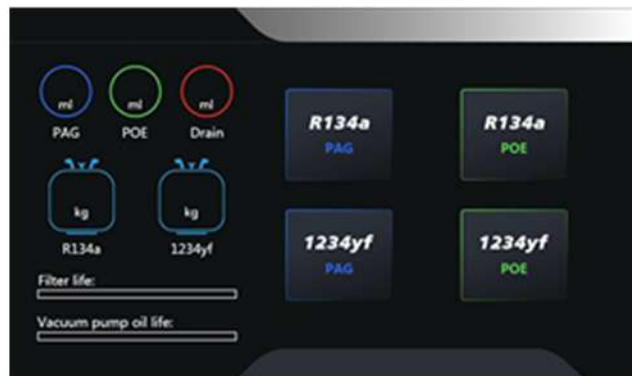 ml ml ml
PAG POE Drain
kg kg
R134a 1234yf
Filter life:
Vacuum pump oil life:
R134a
PAG
R134a
POE
1234yf
PAG
1234yf
POE